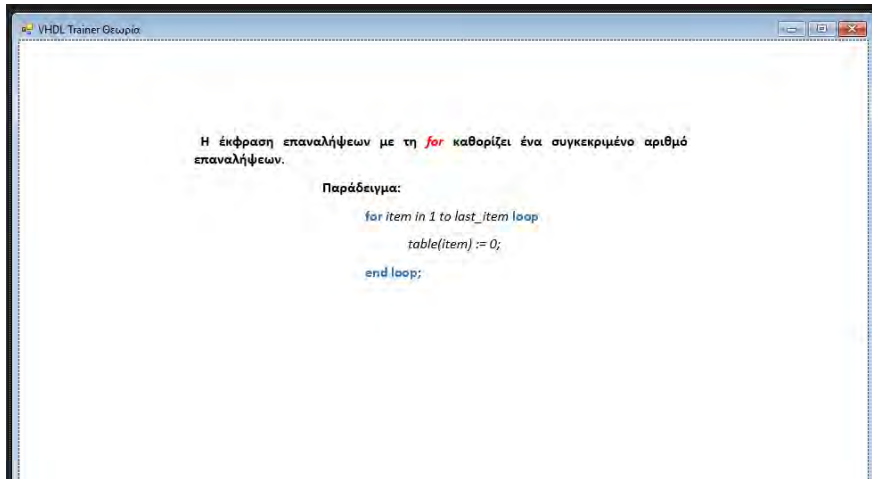 VHDL Trainer Θεωρία
Η έκφραση επαναλήψεων με τη for καθορίζει ένα συγκεκριμένο αριθμό
επαναλήψεων.
Παράδειγμα:
for item in 1 to last_item loop
table(item) := 0;
end loop;